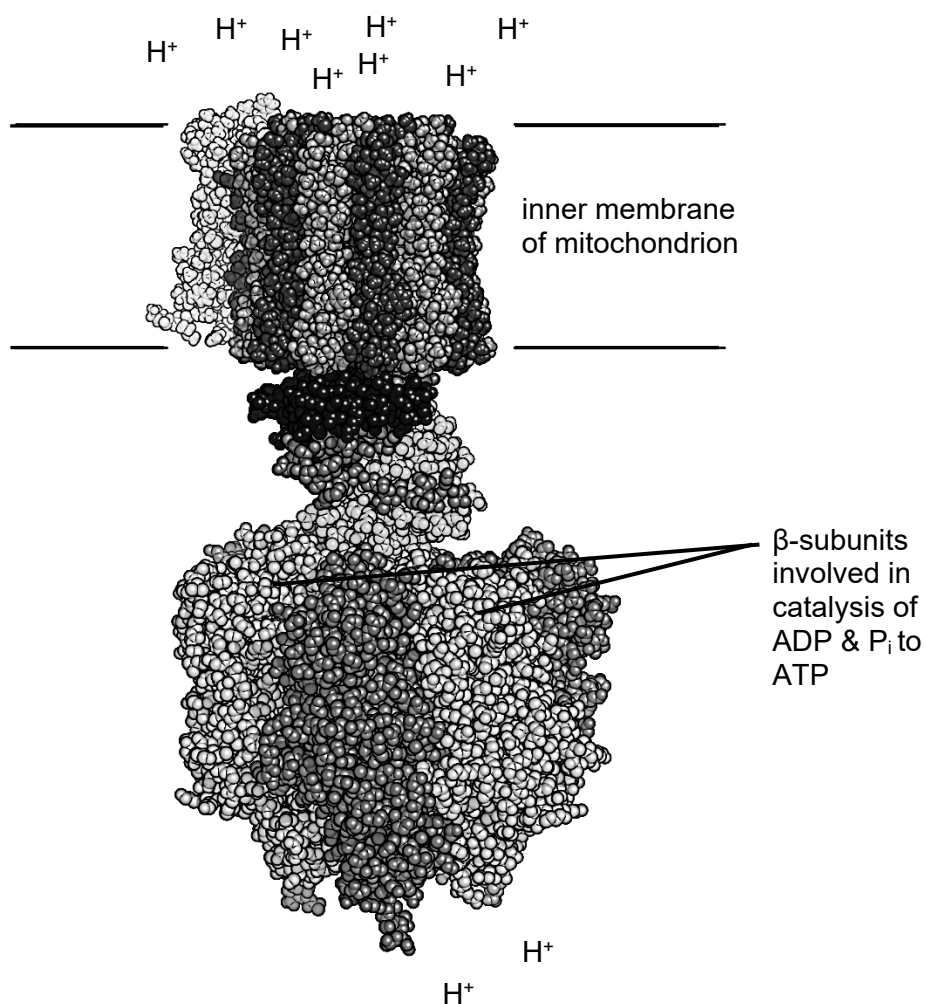 H⁺ H⁺ H⁺ H⁺ H⁺
H⁺ H⁺ H⁺
inner membrane
of mitochondrion
β-subunits
involved in
catalysis of
ADP & Pᵢ to
ATP
H⁺
H⁺